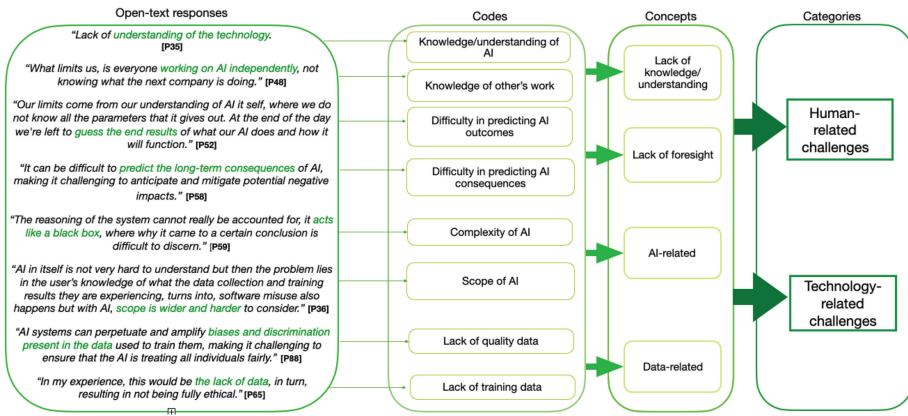 Open-text responses
Codes
Concepts
Categories
“Lack of understanding of the technology.
[P35]
“What limits us, is everyone working on AI independently, not
knowing what the next company is doing.” [P48]
“Our limits come from our understanding of AI it self, where we do
not know all the parameters that it gives out. At the end of the day
we're left to guess the end results of what our AI does and how it
will function.”
[P52]
“It can be difficult to predict the long-term consequences of AI,
making it challenging to anticipate and mitigate potential negative
impacts.” [P58]
“The reasoning of the system cannot really be accounted for, it acts
like a black box, where why it came to a certain conclusion is
difficult to discern.” [P59]
“AI in itself is not very hard to understand but then the problem lies
in the user's knowledge of what the data collection and training
results they are experiencing, turns into, software misuse also
happens but with AI, scope is wider and harder to consider.” [P36]
“AI systems can perpetuate and amplify biases and discrimination
present in the data used to train them, making it challenging to
ensure that the AI is treating all individuals fairly.” [P88]
“In my experience, this would be the lack of data, in turn,
resulting in not being fully ethical.” [P65]
Knowledge/understanding of
AI
Knowledge of other's work
Difficulty in predicting AI
outcomes
Difficulty in predicting AI
consequences
Complexity of AI
Scope of AI
Lack of quality data
Lack of training data
Lack of
knowledge/
understanding
Lack of foresight
AI-related
Data-related
Human-
related
challenges
Technology-
related
challenges